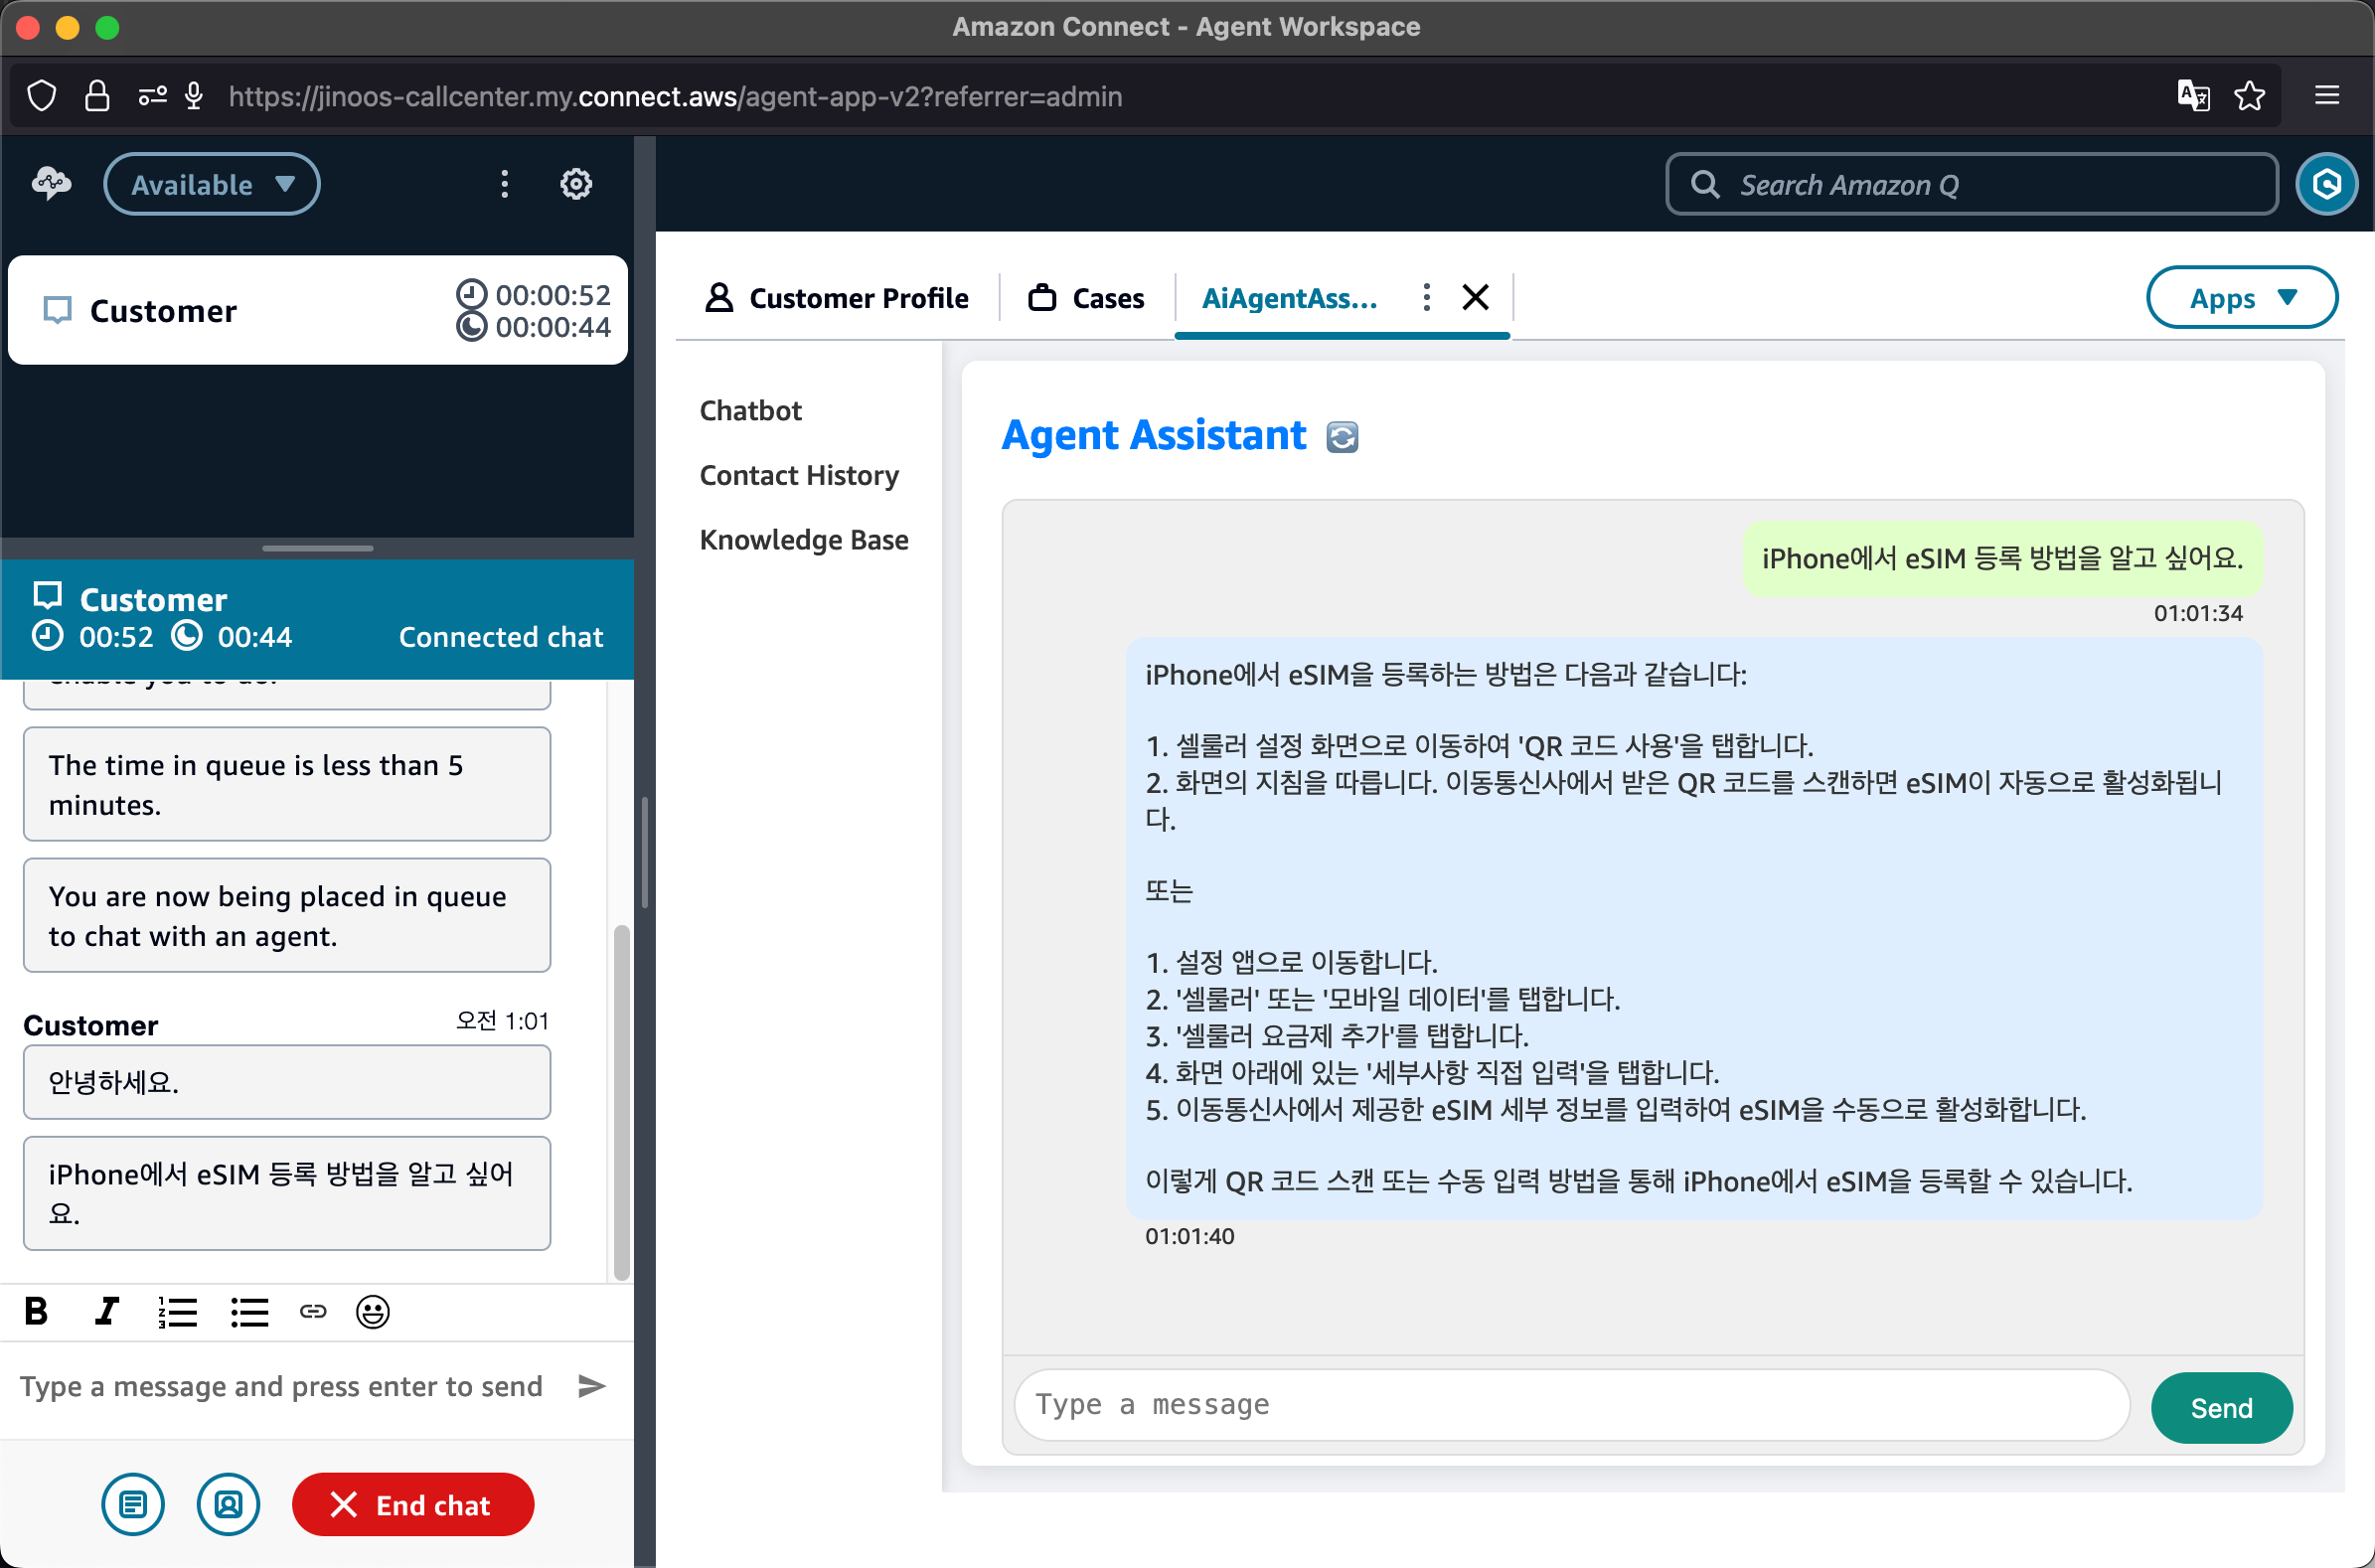 Amazon Connect - Agent Workspace
https://jinoos-callcenter.my.connect.aws/agent-app-v2?referrer=admin
Available
Search Amazon Q
Customer
00:00:52
00:00:44
Customer
00:52 00:44 Connected chat
The time in queue is less than 5
minutes.
You are now being placed in queue
to chat with an agent.
Customer 오전 1:01
안녕하세요.
iPhone에서 eSIM 등록 방법을 알고 싶어
요.
B I
Type a message and press enter to send
End chat
Customer Profile
Cases
AiAgentAss...
Apps
Chatbot
Contact History
Knowledge Base
Agent Assistant
iPhone에서 eSIM 등록 방법을 알고 싶어요.
01:01:34
iPhone에서 eSIM을 등록하는 방법은 다음과 같습니다:
1. 셀룰러 설정 화면으로 이동하여 'QR 코드 사용'을 탭합니다.
2. 화면의 지침을 따릅니다. 이동통신사에서 받은 QR 코드를 스캔하면 eSIM이 자동으로 활성화됩니
다.
또는
1. 설정 앱으로 이동합니다.
2. '셀룰러' 또는 '모바일 데이터'를 탭합니다.
3. '셀룰러 요금제 추가'를 탭합니다.
4. 화면 아래에 있는 '세부사항 직접 입력'을 탭합니다.
5. 이동통신사에서 제공한 eSIM 세부 정보를 입력하여 eSIM을 수동으로 활성화합니다.
이렇게 QR 코드 스캔 또는 수동 입력 방법을 통해 iPhone에서 eSIM을 등록할 수 있습니다.
01:01:40
Type a message
Send